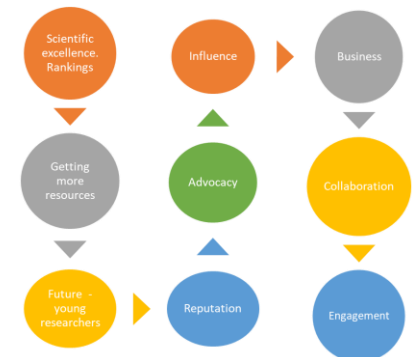 Scientific
excellence.
Rankings
Getting
more
resources
Future -
young
researchers
Reputation
Advocacy
Influence
Business
Collaboration
Engagement